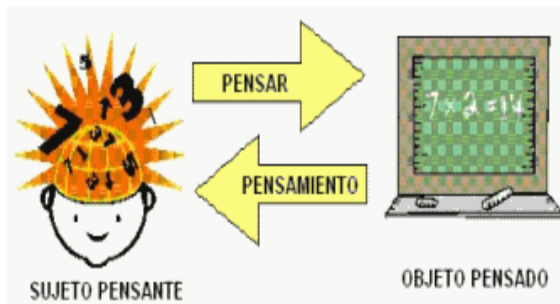 PENSAR
7 x 2 = 14
PENSAMIENTO
SUJETO PENSANTE
OBJETO PENSADO